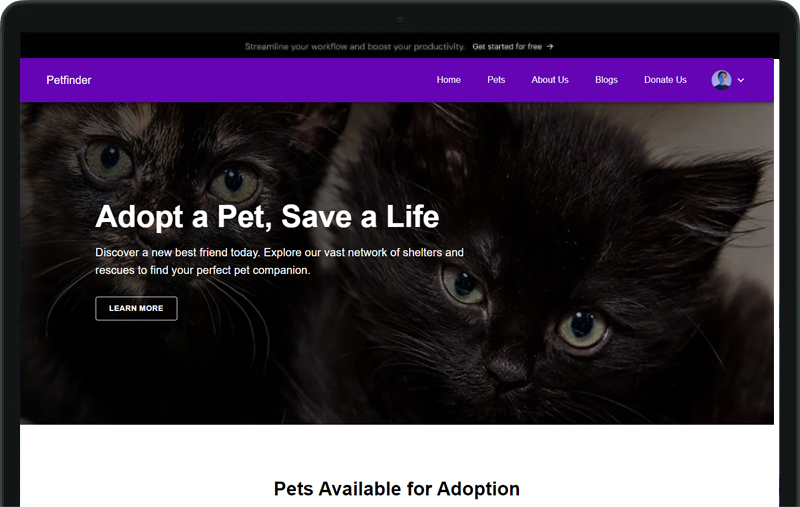 Streamline your workflow and boost your productivity. Get started for free →
Petfinder Home Pets About Us Blogs Donate Us
Adopt a Pet, Save a Life
Discover a new best friend today. Explore our vast network of shelters and
rescues to find your perfect pet companion.
LEARN MORE
Pets Available for Adoption